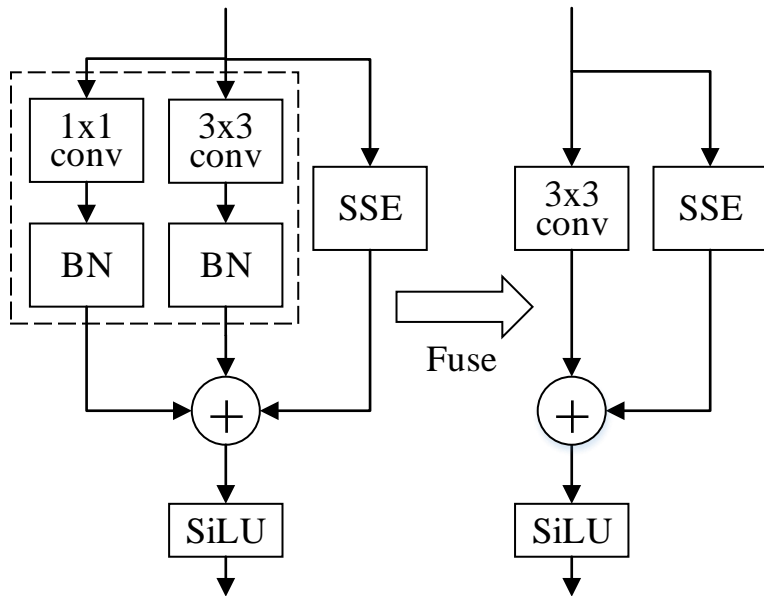 1x1
conv
3x3
conv
SSE
BN
BN
+
SiLU
Fuse
3x3
conv
SSE
+
SiLU